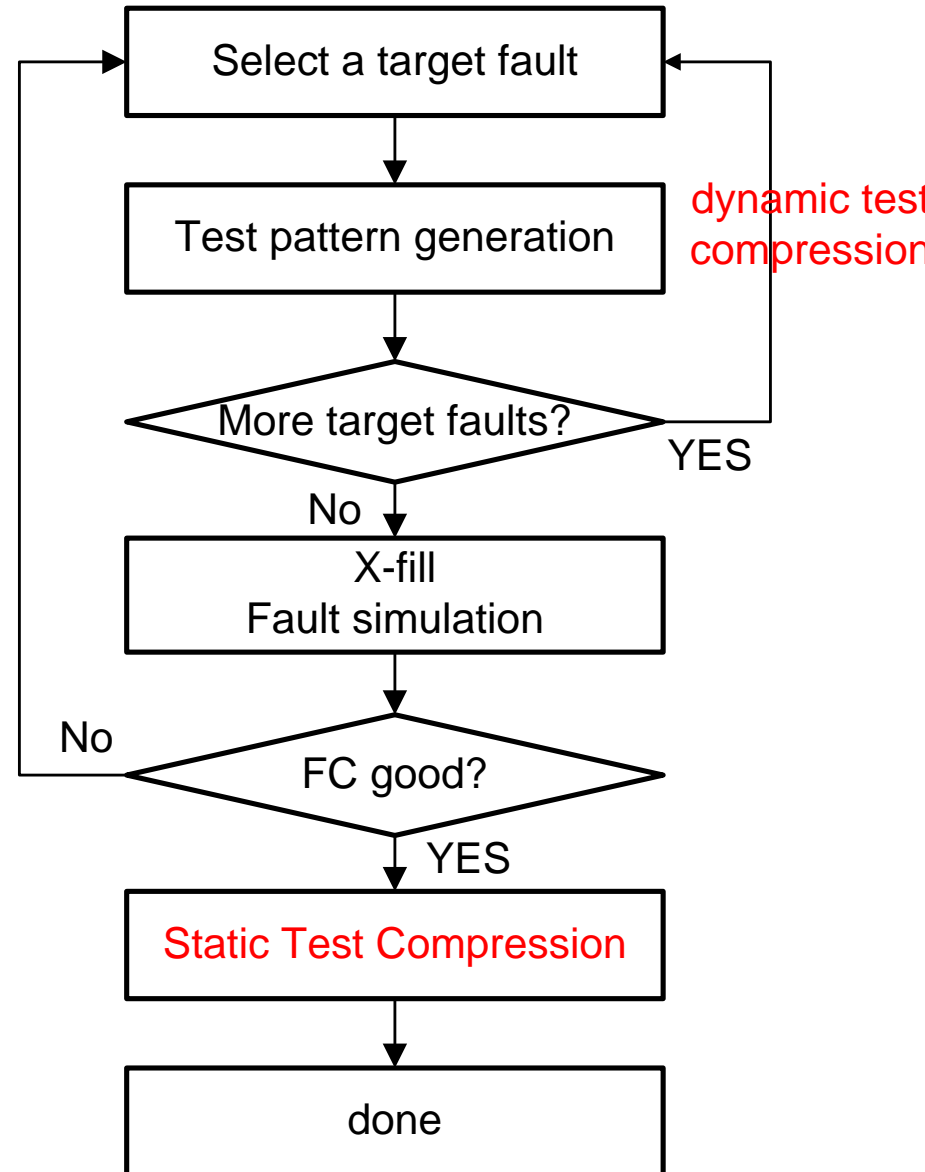 Select a target fault
Test pattern generation
dynamic test
compression
More target faults?
YES
No
X-fill
Fault simulation
No
FC good?
YES
Static Test Compression
done